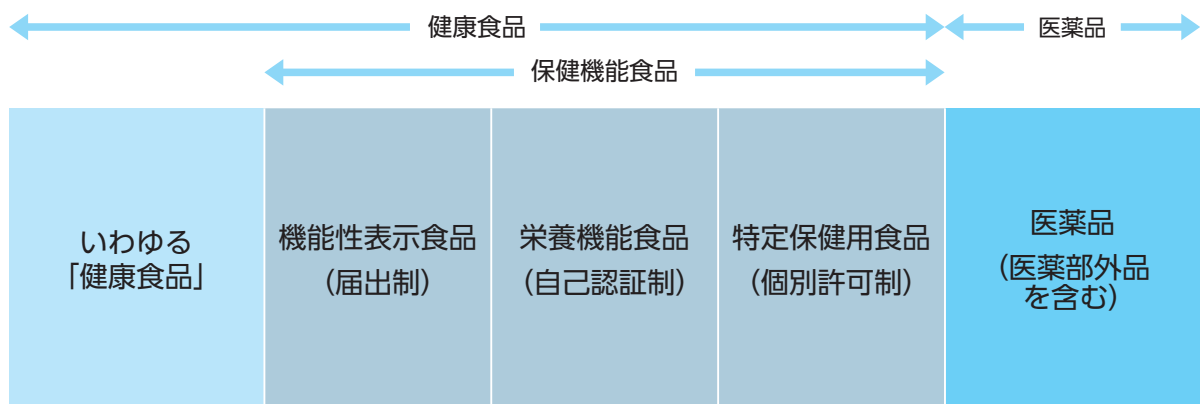 健康食品
医薬品
保健機能食品
いわゆる
「健康食品」
機能性表示食品
(届出制)
栄養機能食品
(自己認証制)
特定保健用食品
(個別許可制)
医薬品
(医薬部外品
を含む)